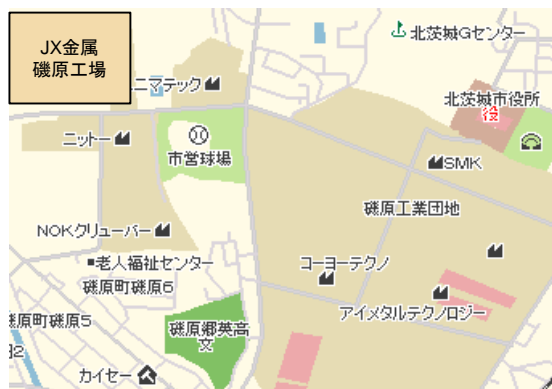 JX金属
磯原工場
北茨城Gセンター
ニマテック
北茨城市役所
役
ニットー
市営球場
SMK
磯原工業団地
NOKクリューバー
老人福祉センター
コーヨーテクノ
磯原町磯原6
アイメタルテクノロジー
磯原町磯原5
磯原郷英高
文
2
カイセー